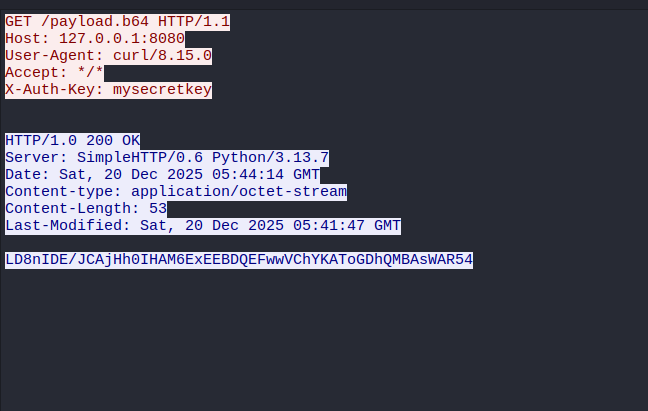 GET /payload.b64 HTTP/1.1
Host: 127.0.0.1:8080
User-Agent: curl/8.15.0
Accept: */*
X-Auth-Key: mysecretkey
HTTP/1.0 200 OK
Server: SimpleHTTP/0.6 Python/3.13.7
Date: Sat, 20 Dec 2025 05:44:14 GMT
Content-type: application/octet-stream
Content-Length: 53
Last-Modified: Sat, 20 Dec 2025 05:41:47 GMT
LD8nIDE/JCAjHh0IHAM6ExEEBDQEFwwVChYKAToGDhQMBAsWAR54